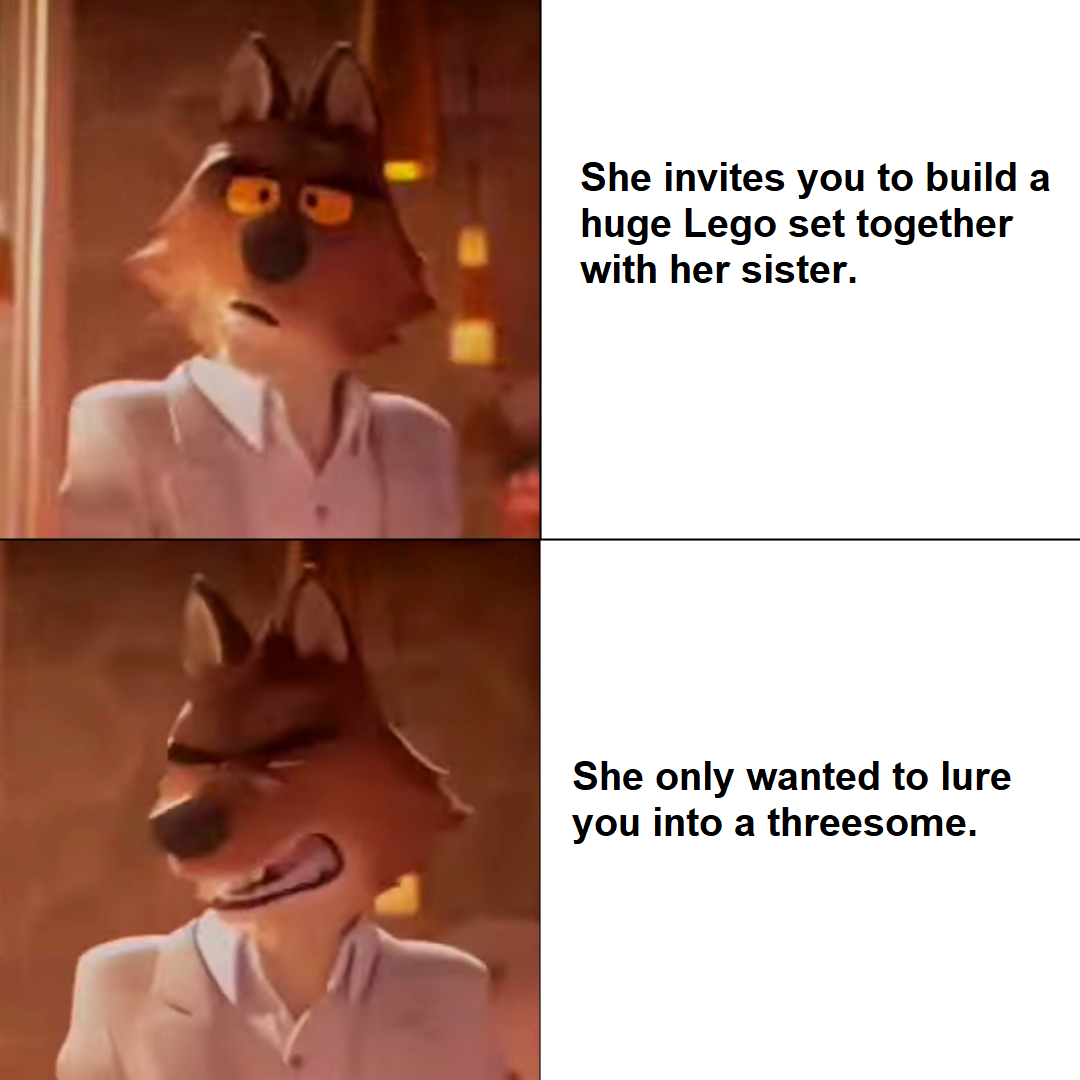 She invites you to build a
huge Lego set together
with her sister.
She only wanted to lure
you into a threesome.